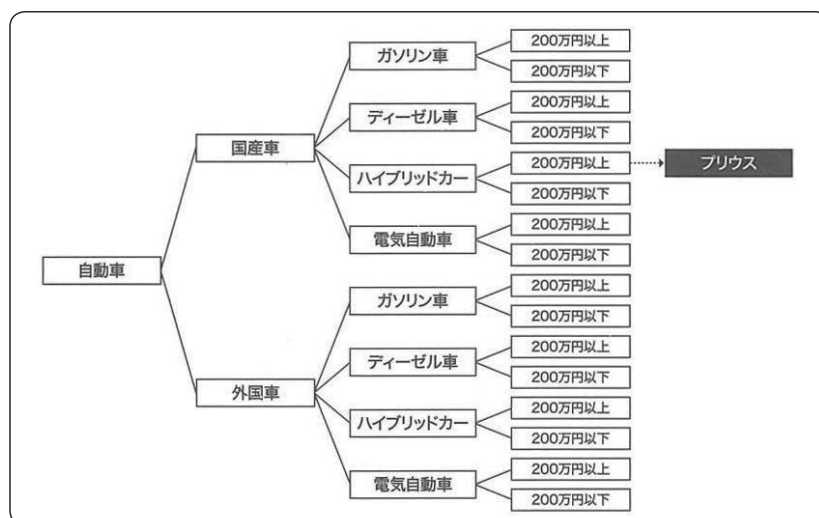 自動車
国産車
ガソリン車
200万円以上
200万円以下
ディーゼル車
200万円以上
200万円以下
ハイブリッドカー
200万円以上
プリウス
200万円以下
電気自動車
200万円以上
200万円以下
外国車
ガソリン車
200万円以上
200万円以下
ディーゼル車
200万円以上
200万円以下
ハイブリッドカー
200万円以上
200万円以下
電気自動車
200万円以上
200万円以下